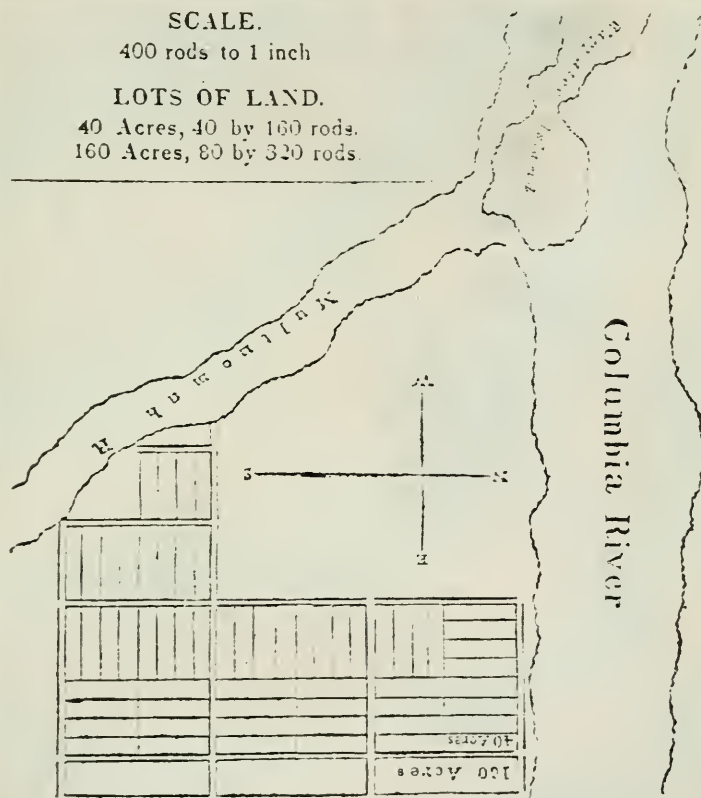 SCALE.
400 rods to 1 inch
LOTS OF LAND.
40 Acres, 40 by 160 rods.
160 Acres, 80 by 320 rods.
Multnomah R
Columbia River
W
S
N
E
40 Acres
160 Acres